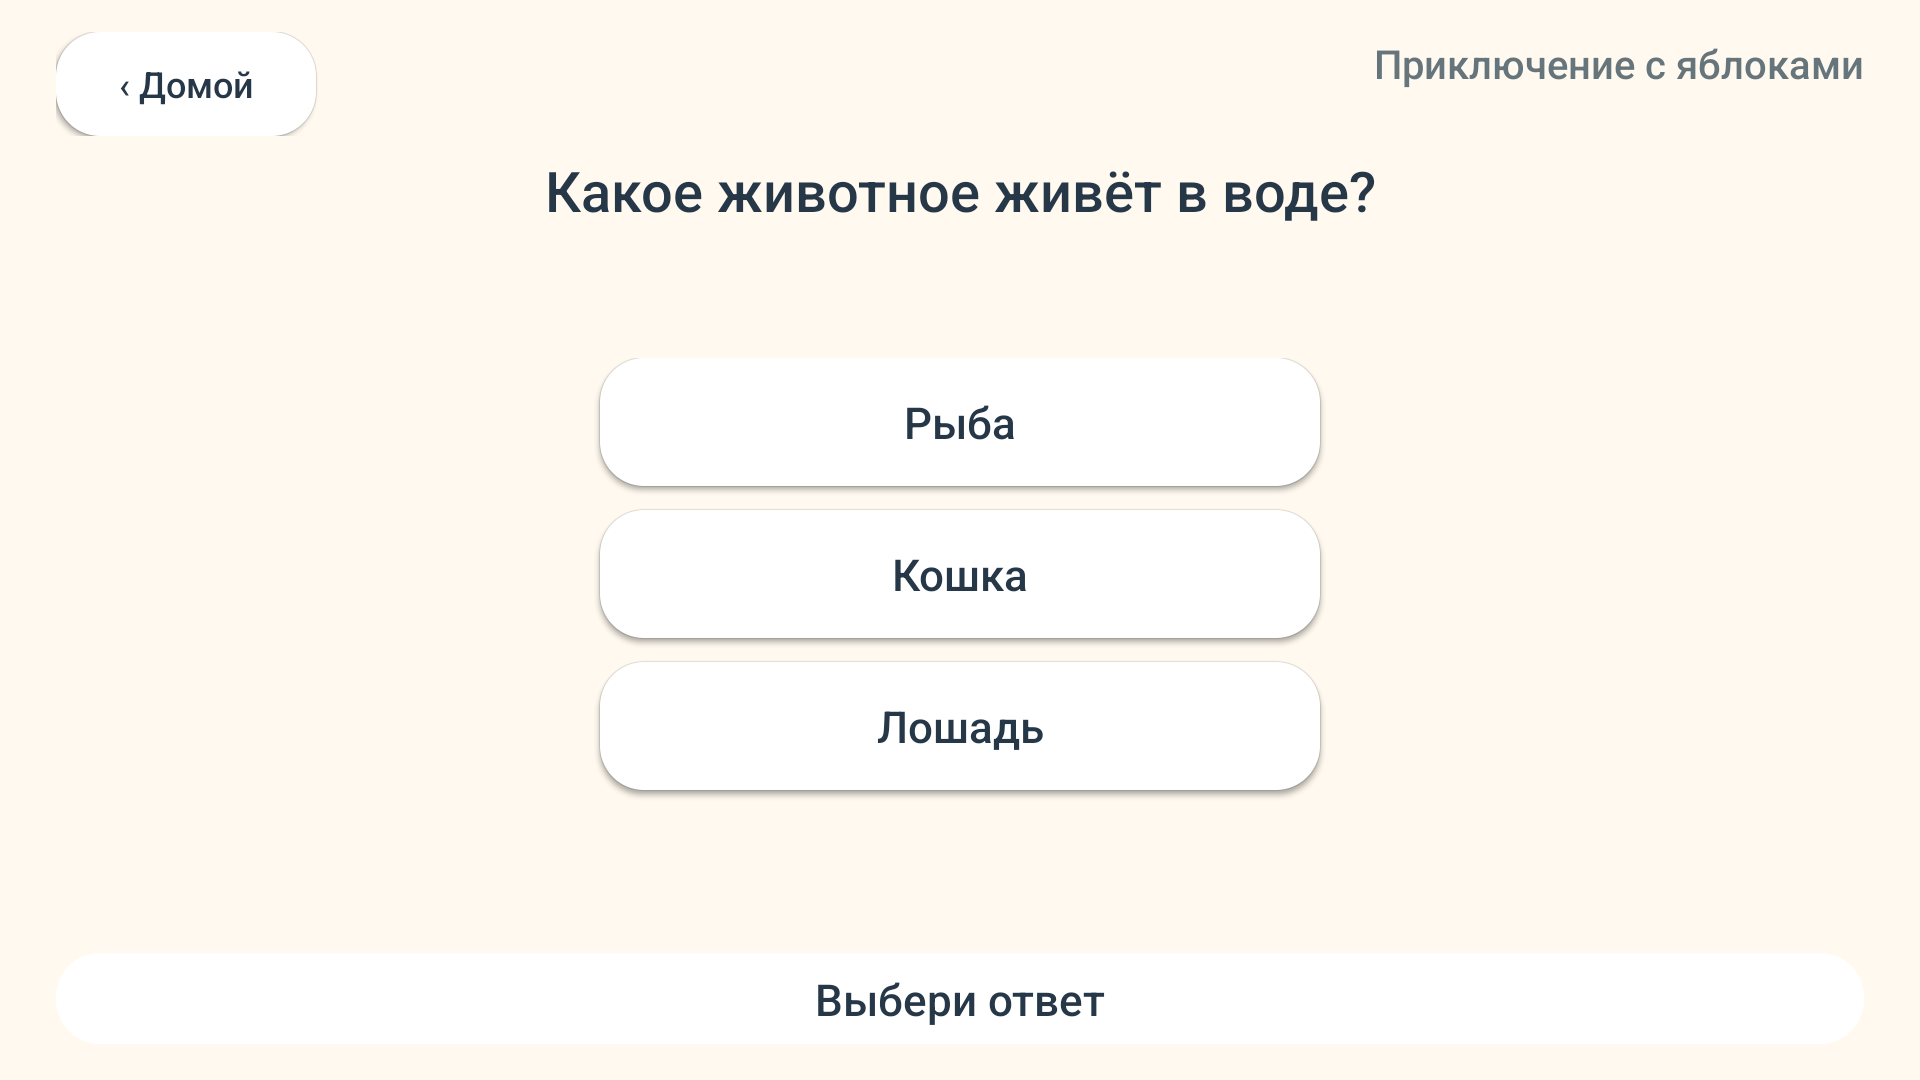 ‹ Домой
Приключение с яблоками
Какое животное живёт в воде?
Рыба
Кошка
Лошадь
Выбери ответ